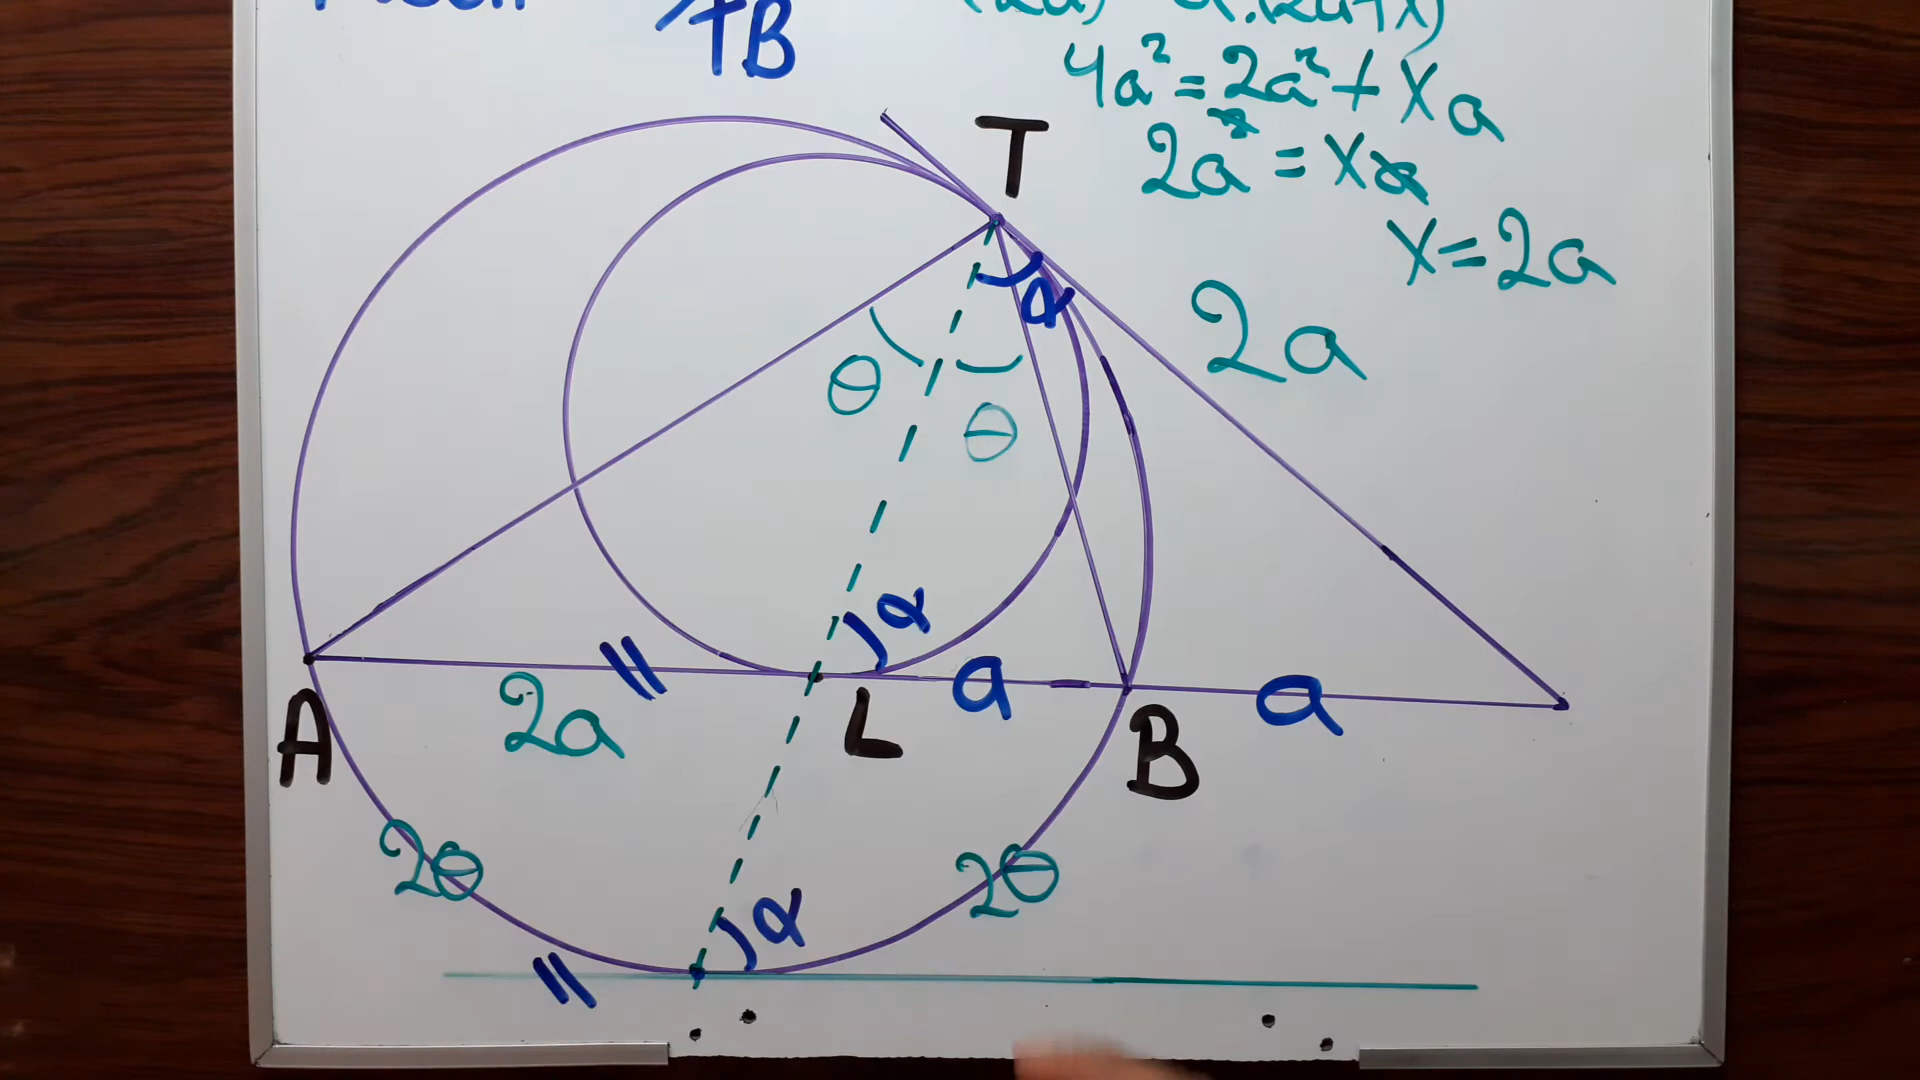 TB
4a² = 2a² + xa
2a² = xa
x = 2a
T
α
2a
θ
θ
α
A
2a
L
a
B
a
2θ
2θ
α